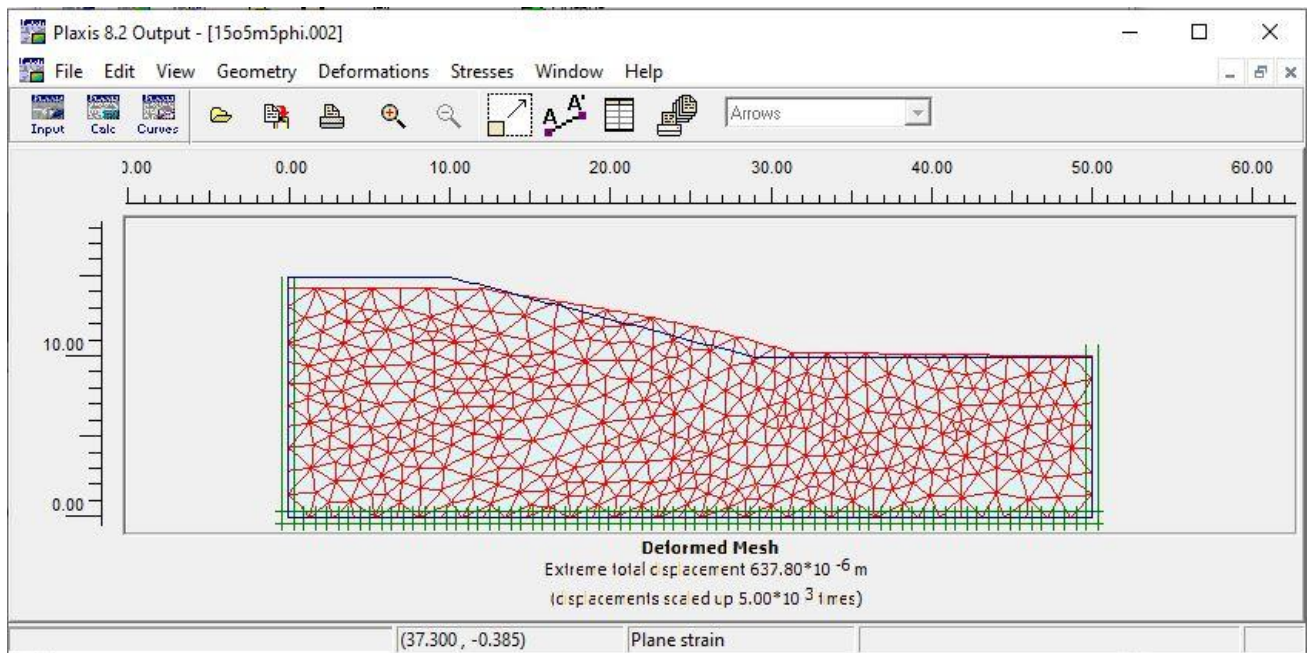 Plaxis 8.2 Output - [15o5m5phi.002]
File Edit View Geometry Deformations Stresses Window Help
Input Calc Curves A A' Arrows
0.00 0.00 10.00 20.00 30.00 40.00 50.00 60.00
10.00
0.00
Deformed Mesh
Extreme total displacement 637.80*10 -6 m
(displacements scaled up 5.00*10 3 times)
(37.300 , -0.385) Plane strain